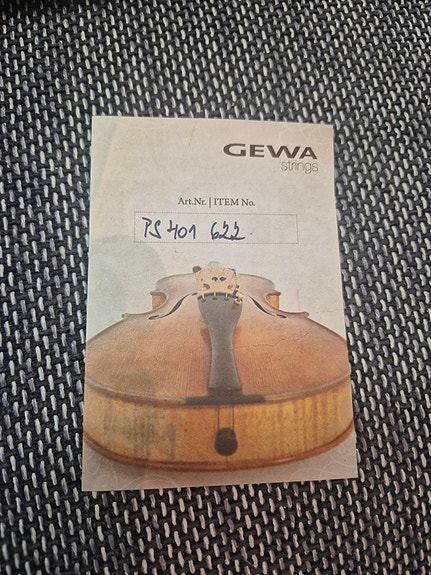 GEWA
strings
Art.Nr. | ITEM No.
PS 401 622